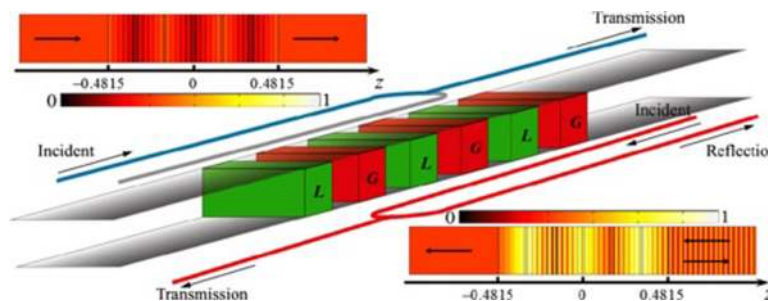 Transmission
-0.4815
0
0.4815
z
0
1
Incident
Incident
Reflectio
L
G
L
G
L
G
0
1
Transmission
-0.4815
0
0.4815